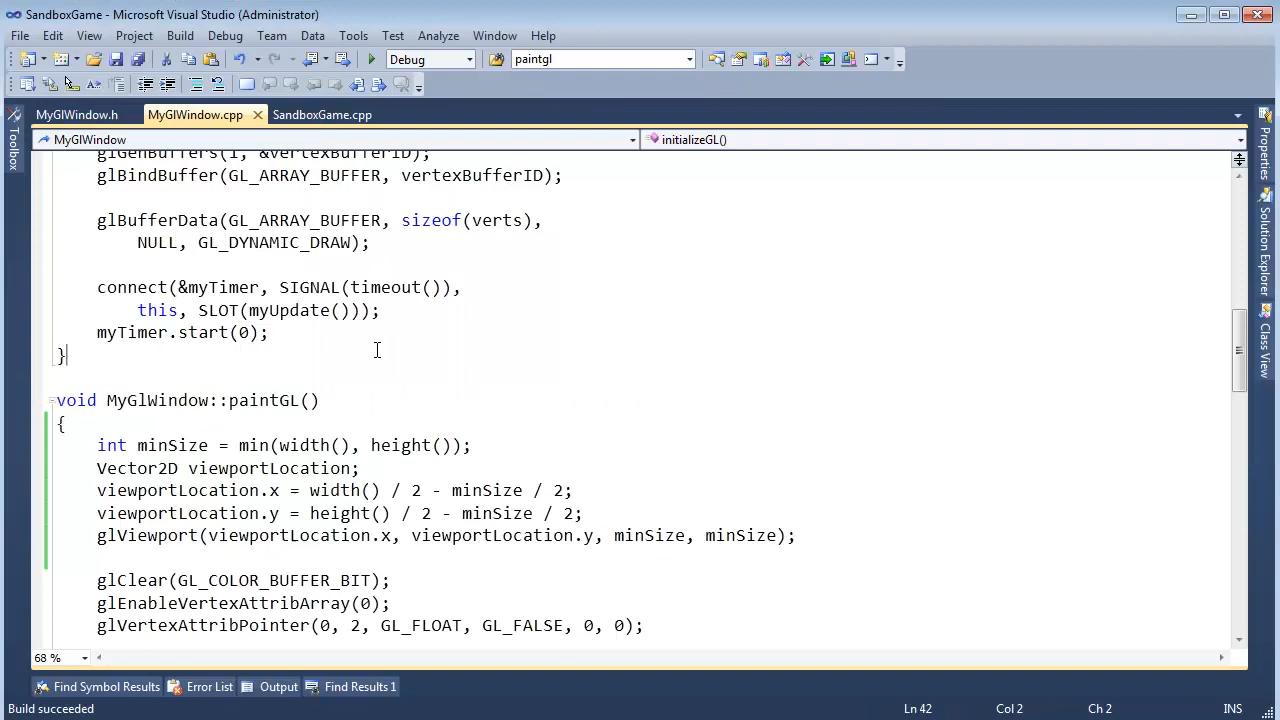 SandboxGame - Microsoft Visual Studio (Administrator)
File Edit View Project Build Debug Team Data Tools Test Analyze Window Help
Debug paintgl
MyGlWindow.h MyGlWindow.cpp SandboxGame.cpp
MyGlWindow initializeGL()
Toolbox
glGenBuffers(1, &vertexBufferID);
glBindBuffer(GL_ARRAY_BUFFER, vertexBufferID);
glBufferData(GL_ARRAY_BUFFER, sizeof(verts),
NULL, GL_DYNAMIC_DRAW);
connect(&myTimer, SIGNAL(timeout()),
this, SLOT(myUpdate()));
myTimer.start(0);
}
void MyGlWindow::paintGL()
{
int minSize = min(width(), height());
Vector2D viewportLocation;
viewportLocation.x = width() / 2 - minSize / 2;
viewportLocation.y = height() / 2 - minSize / 2;
glViewport(viewportLocation.x, viewportLocation.y, minSize, minSize);
glClear(GL_COLOR_BUFFER_BIT);
glEnableVertexAttribArray(0);
glVertexAttribPointer(0, 2, GL_FLOAT, GL_FALSE, 0, 0);
Properties
Solution Explorer
Class View
68 %
Find Symbol Results Error List Output Find Results 1
Build succeeded Ln 42 Col 2 Ch 2 INS